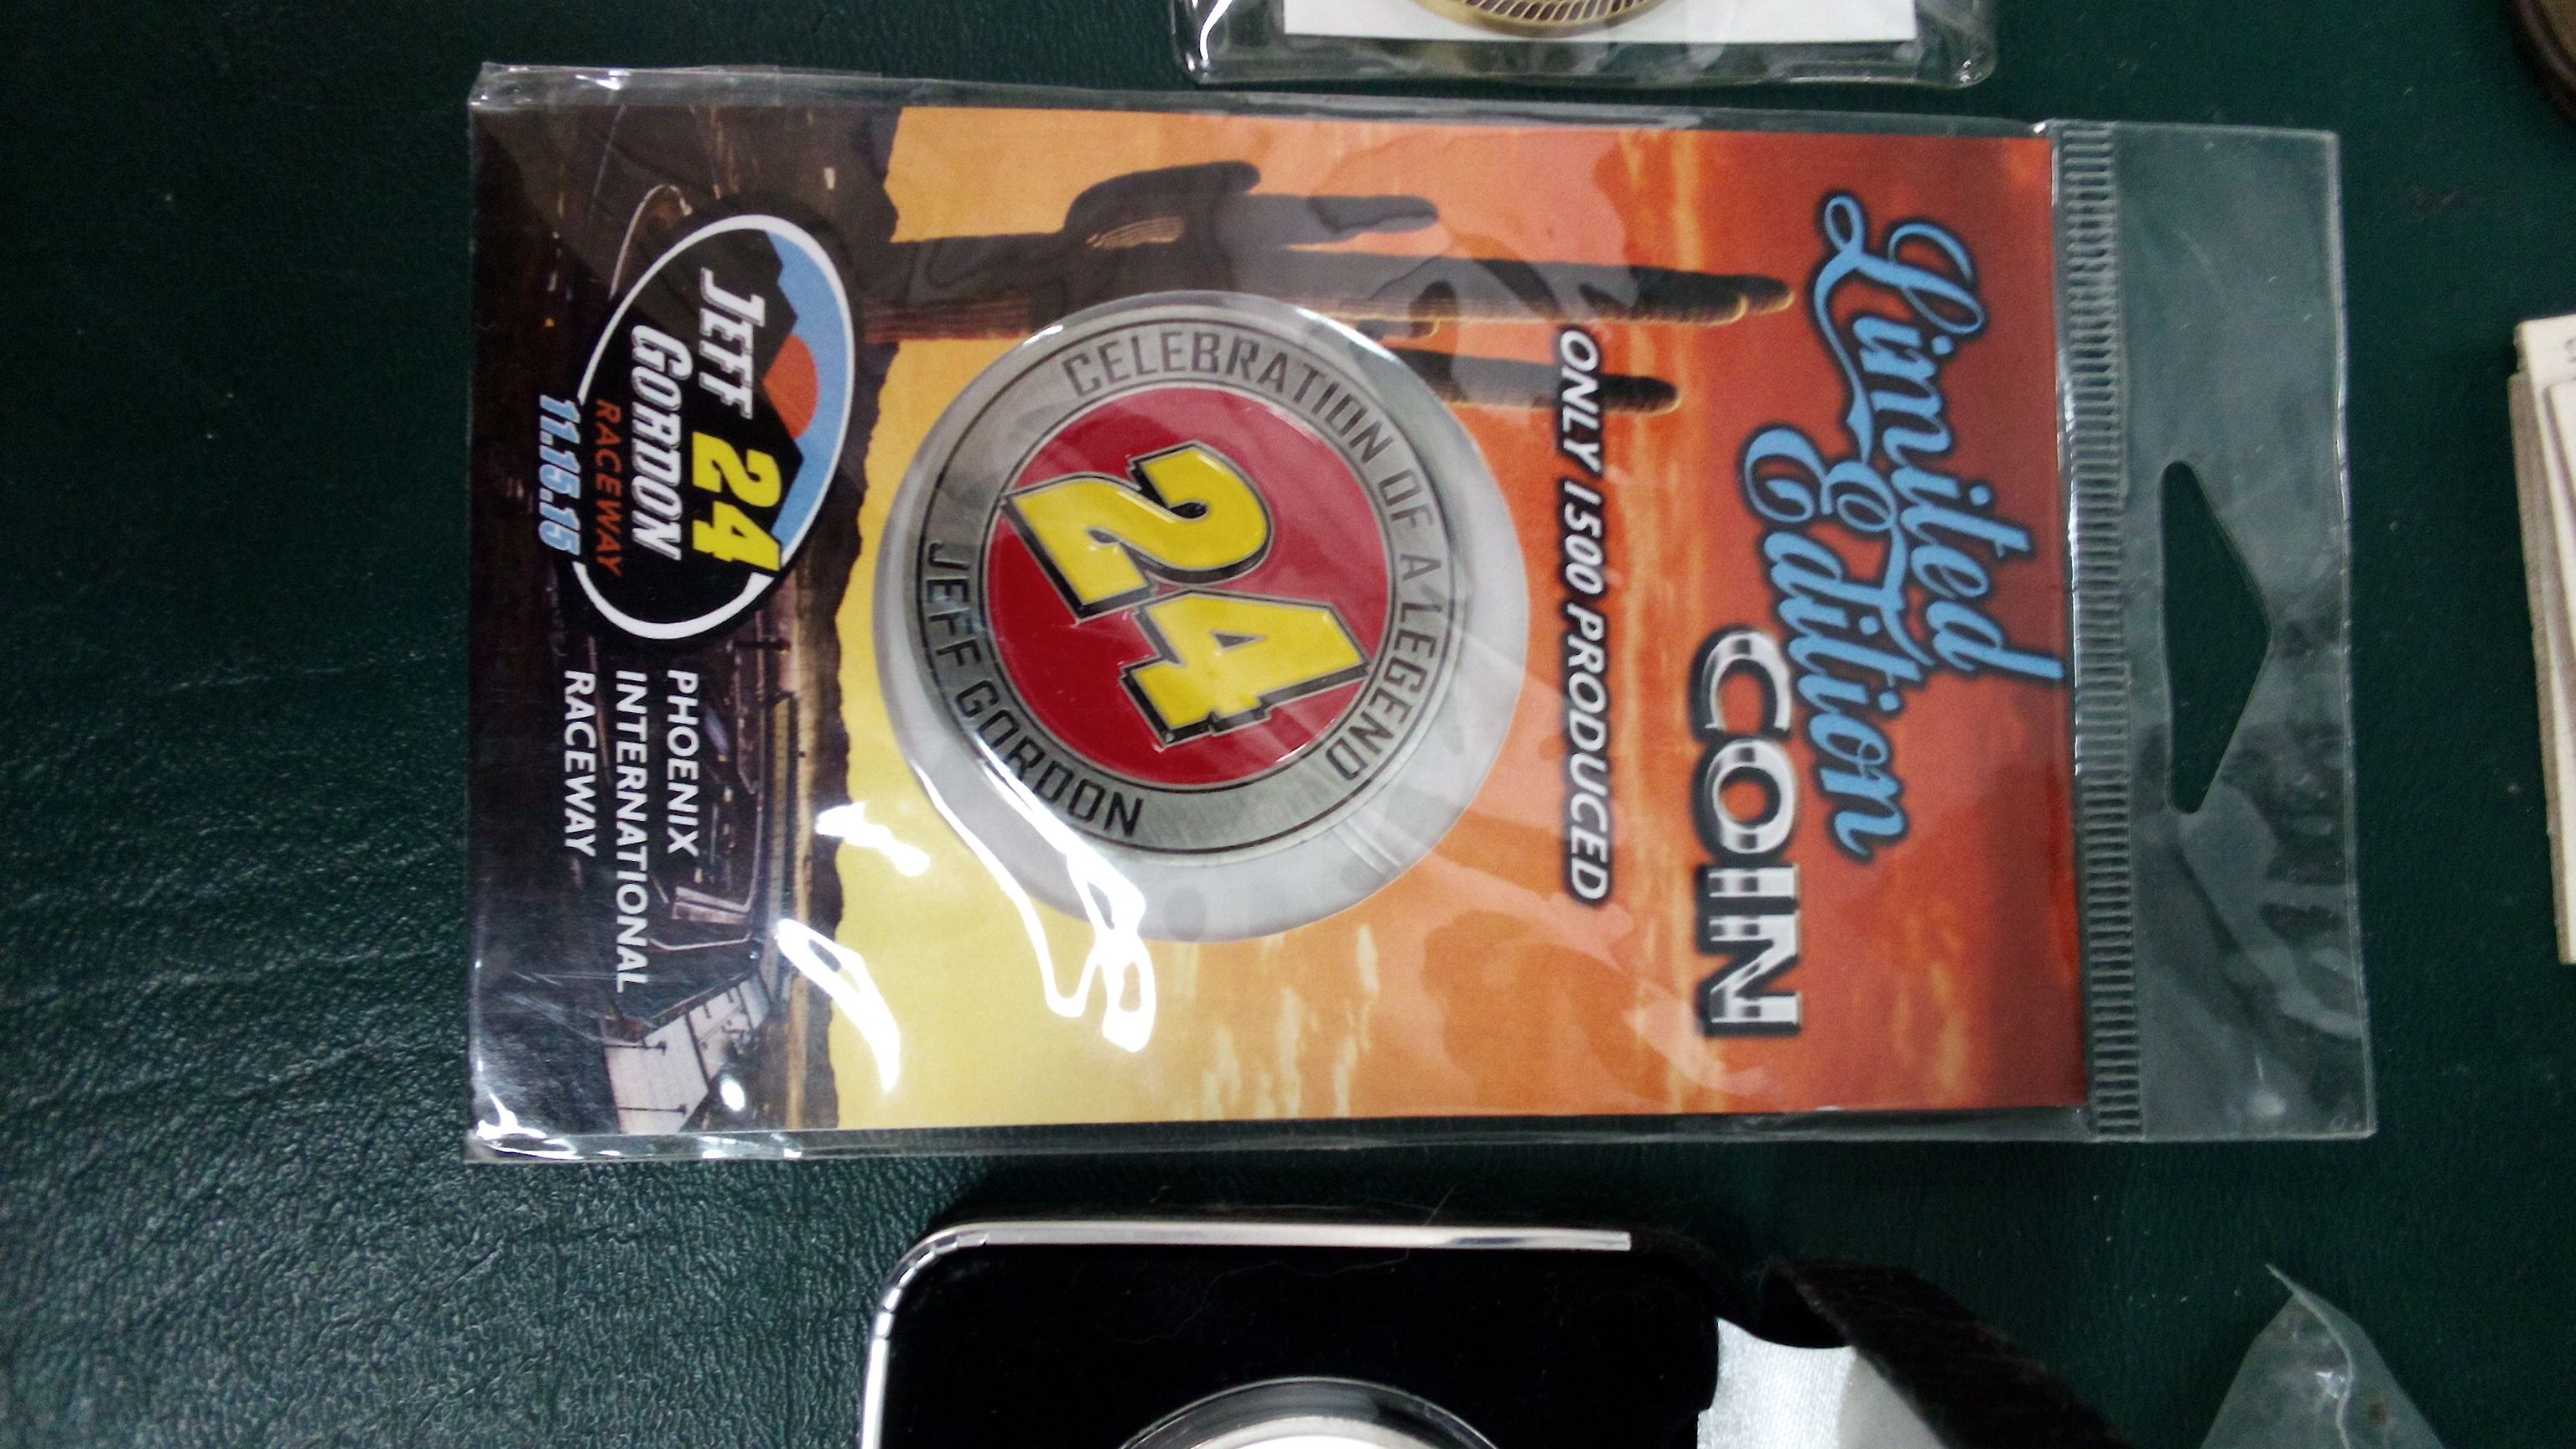 Limited
Edition
COIN
ONLY 1500 PRODUCED
CELEBRATION OF A LEGEND
24
JEFF GORDON
JEFF 24
GORDON
RACEWAY
11.15.15
PHOENIX
INTERNATIONAL
RACEWAY